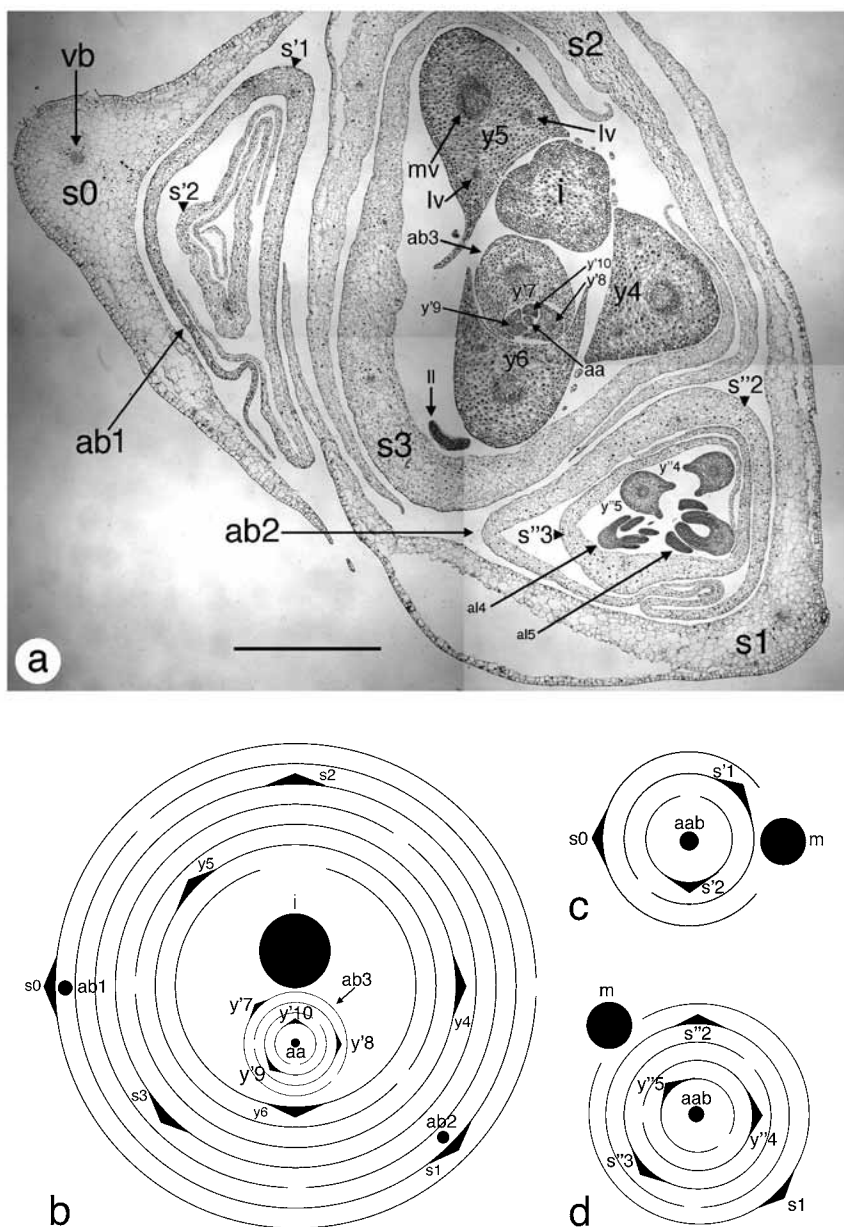 s'1
s2
vb
y5
lv
mv
s0
s'2
lv
i
ab3
y'10
y'8
y'7
y4
y'9
y6
aa
ll
s"2
ab1
s3
y"4
y"5
ab2
s"3
al4
al5
s1
a
s2
y5
i
s0
ab1
ab3
y'7
y'10
y'8
y4
aa
y'9
s3
y6
ab2
s1
b
s'1
s0
aab
m
s'2
c
m
s"2
y"5
aab
y"4
s"3
s1
d